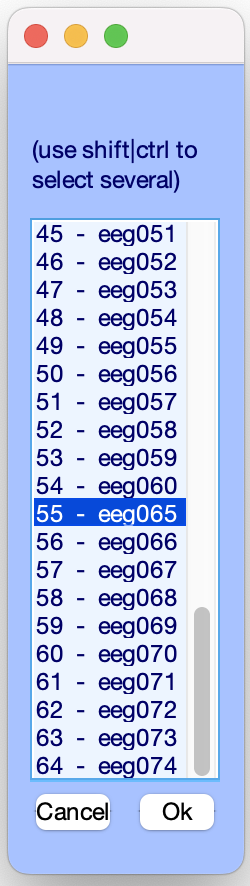 (use shift|ctrl to
select several)
45 - eeg051
46 - eeg052
47 - eeg053
48 - eeg054
49 - eeg055
50 - eeg056
51 - eeg057
52 - eeg058
53 - eeg059
54 - eeg060
55 - eeg065
56 - eeg066
57 - eeg067
58 - eeg068
59 - eeg069
60 - eeg070
61 - eeg071
62 - eeg072
63 - eeg073
64 - eeg074
Cancel Ok